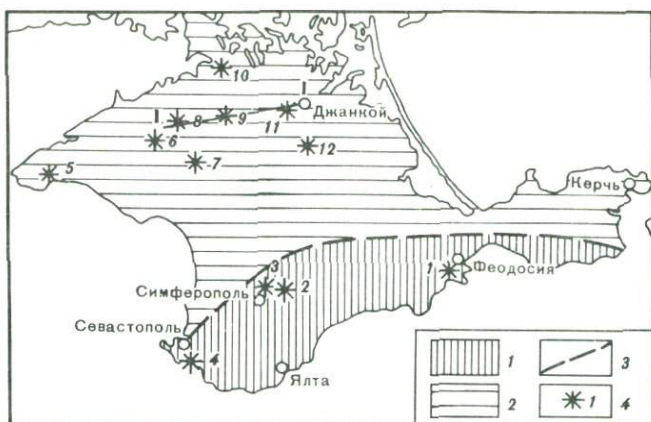 10
I
Джанкой
I
8
9
11
6
12
5
7
Керчь
3
1
Феодосия
2
Симферополь
Севастополь
4
Ялта
1
3
2
1
4